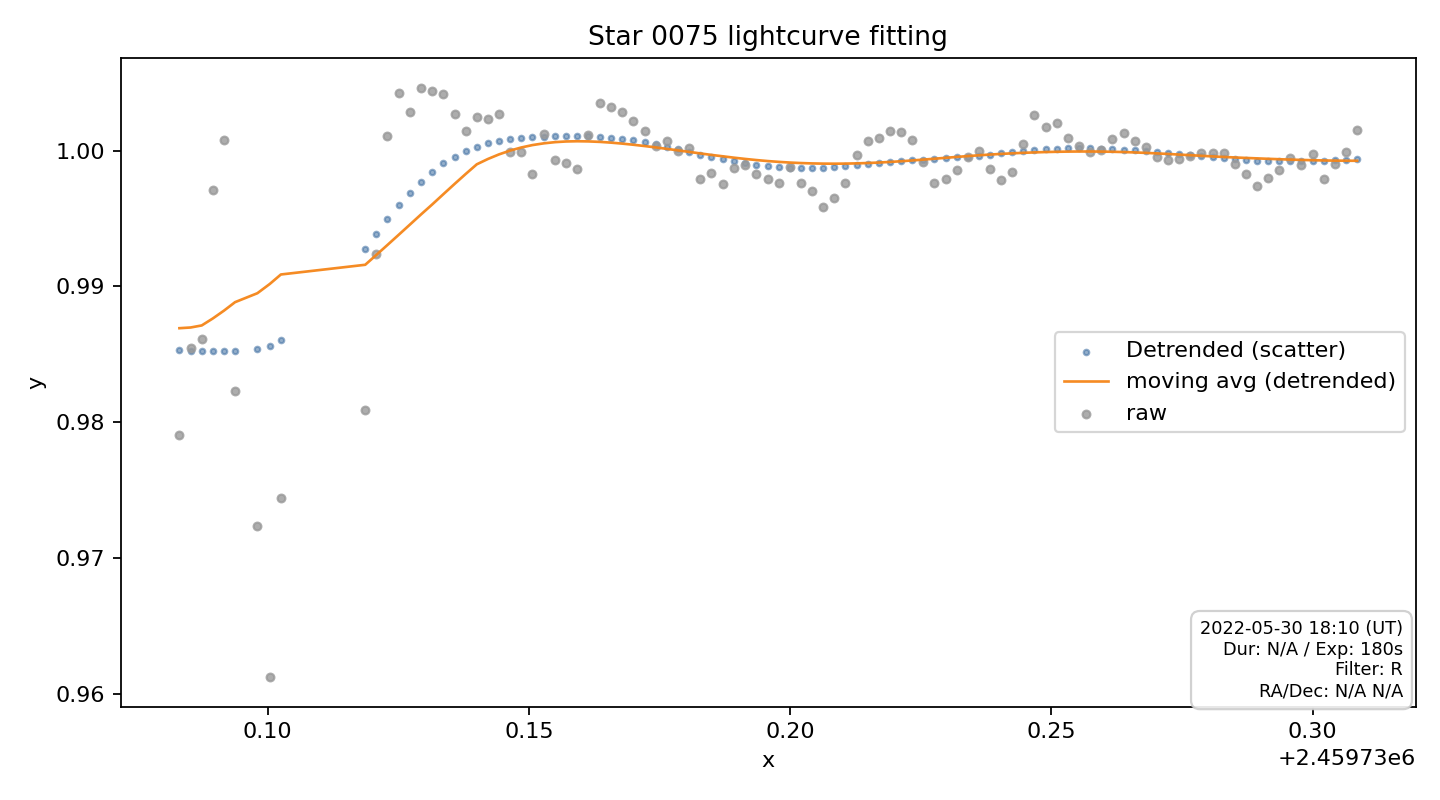 Star 0075 lightcurve fitting
y
1.00
0.99
0.98
0.97
0.96
Detrended (scatter)
moving avg (detrended)
raw
2022-05-30 18:10 (UT)
Dur: N/A / Exp: 180s
Filter: R
RA/Dec: N/A N/A
0.10 0.15 0.20 0.25 0.30
x
+2.45973e6